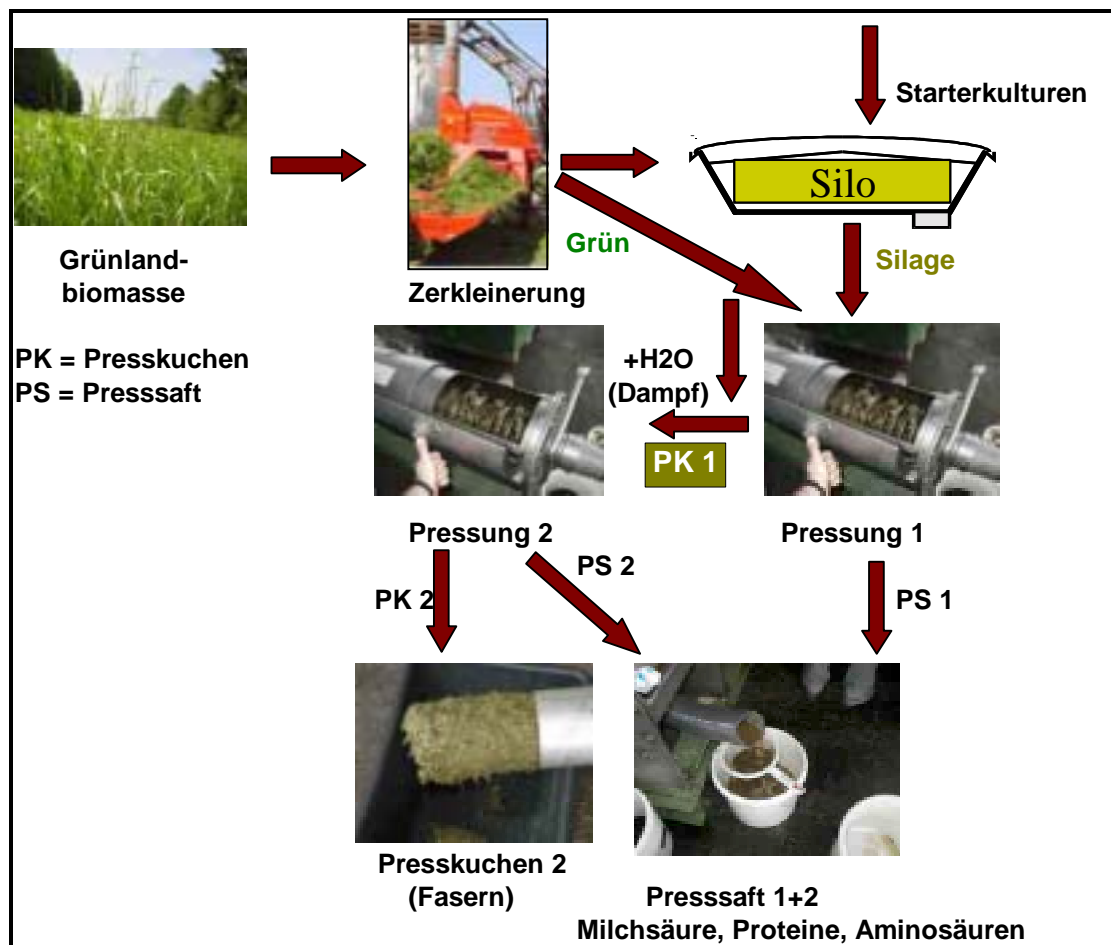 Starterkulturen
Silo
Grün
Silage
Grünland-
biomasse
Zerkleinerung
PK = Presskuchen
PS = Presssaft
+H2O
(Dampf)
PK 1
Pressung 2
Pressung 1
PS 2
PK 2
PS 1
Presskuchen 2
(Fasern)
Presssaft 1+2
Milchsäure, Proteine, Aminosäuren